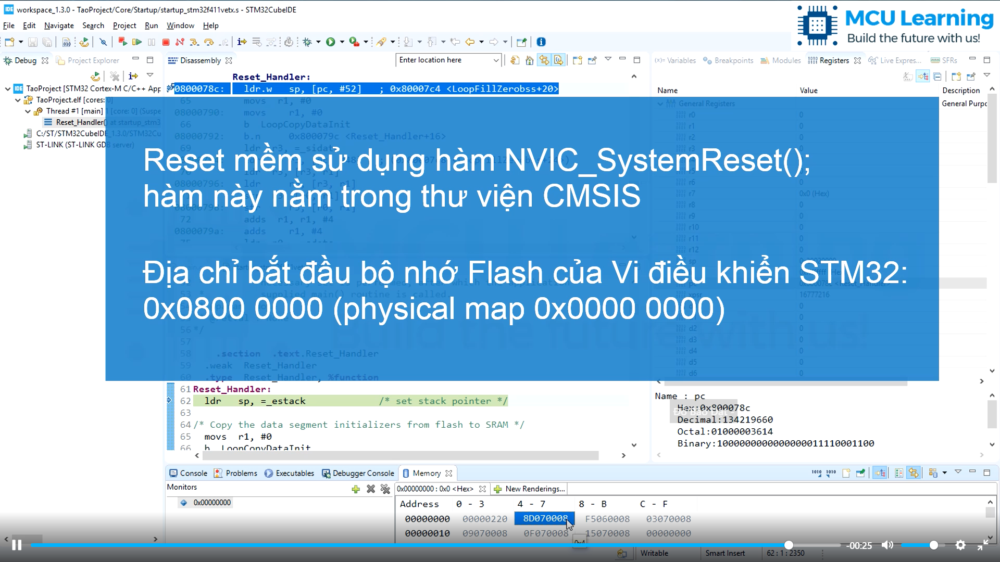 workspace_1.3.0 - TaoProject/Core/Startup/startup_stm32f411vetx.s - STM32CubeIDE
MCU Learning
Build the future with us!
File Edit Navigate Search Project Run Window Help
Debug
Project Explorer
Disassembly
Enter location here
(x)= Variables
Breakpoints
Modules
Registers
Live Expres...
SFRs
TaoProject [STM32 Cortex-M C/C++ App
TaoProject.elf [cores: 0]
Thread #1 [main] 1 [core: 0] (Suspe
Reset_Handler() at startup_stm3
C:/ST/STM32CubeIDE_1.3.0/STM32Cu
ST-LINK (ST-LINK GDB server)
Reset_Handler:
0800078c: ldr.w sp, [pc, #52] ; 0x80007c4 <LoopFillZerobss+20>
65 movs r1, #0
08000790: movs r1, #0
66 b LoopCopyDataInit
08000792: b.n 0x800079c <Reset_Handler+16>
72 adds r1, r1, #4
0800079a: adds r1, #4
Name Value Description
General Registers General Purpo
r0 0
r1 0
r2 0
r6 0
r7 0x0 (Hex)
r8 0
r9 0
r10 0
r11 0
r12 0
16777216
d2 0
d3 0
d4 0
d5 0
d6 0
Reset mềm sử dụng hàm NVIC_SystemReset();
hàm này nằm trong thư viện CMSIS
Địa chỉ bắt đầu bộ nhớ Flash của Vi điều khiển STM32:
0x0800 0000 (physical map 0x0000 0000)
Build the future with us!
56 */
57
58 .section .text.Reset_Handler
59 .weak Reset_Handler
60 .type Reset_Handler, %function
61 Reset_Handler:
62 ldr sp, =_estack /* set stack pointer */
63
64 /* Copy the data segment initializers from flash to SRAM */
65 movs r1, #0
66 b LoopCopyDataInit
Name : pc
Hex:0x800078c
Decimal:134219660
Octal:01000003614
Binary:1000000000000000011110001100
Console
Problems
Executables
Debugger Console
Memory
Monitors
0x00000000
0x00000000 : 0x0 <Hex>
New Renderings...
Address 0 - 3 4 - 7 8 - B C - F
00000000 00000220 8D070008 F5060008 03070008
00000010 09070008 0F070008 15070008 00000000
0x4
-00:25
Writable
Smart Insert
62 : 1 : 2350